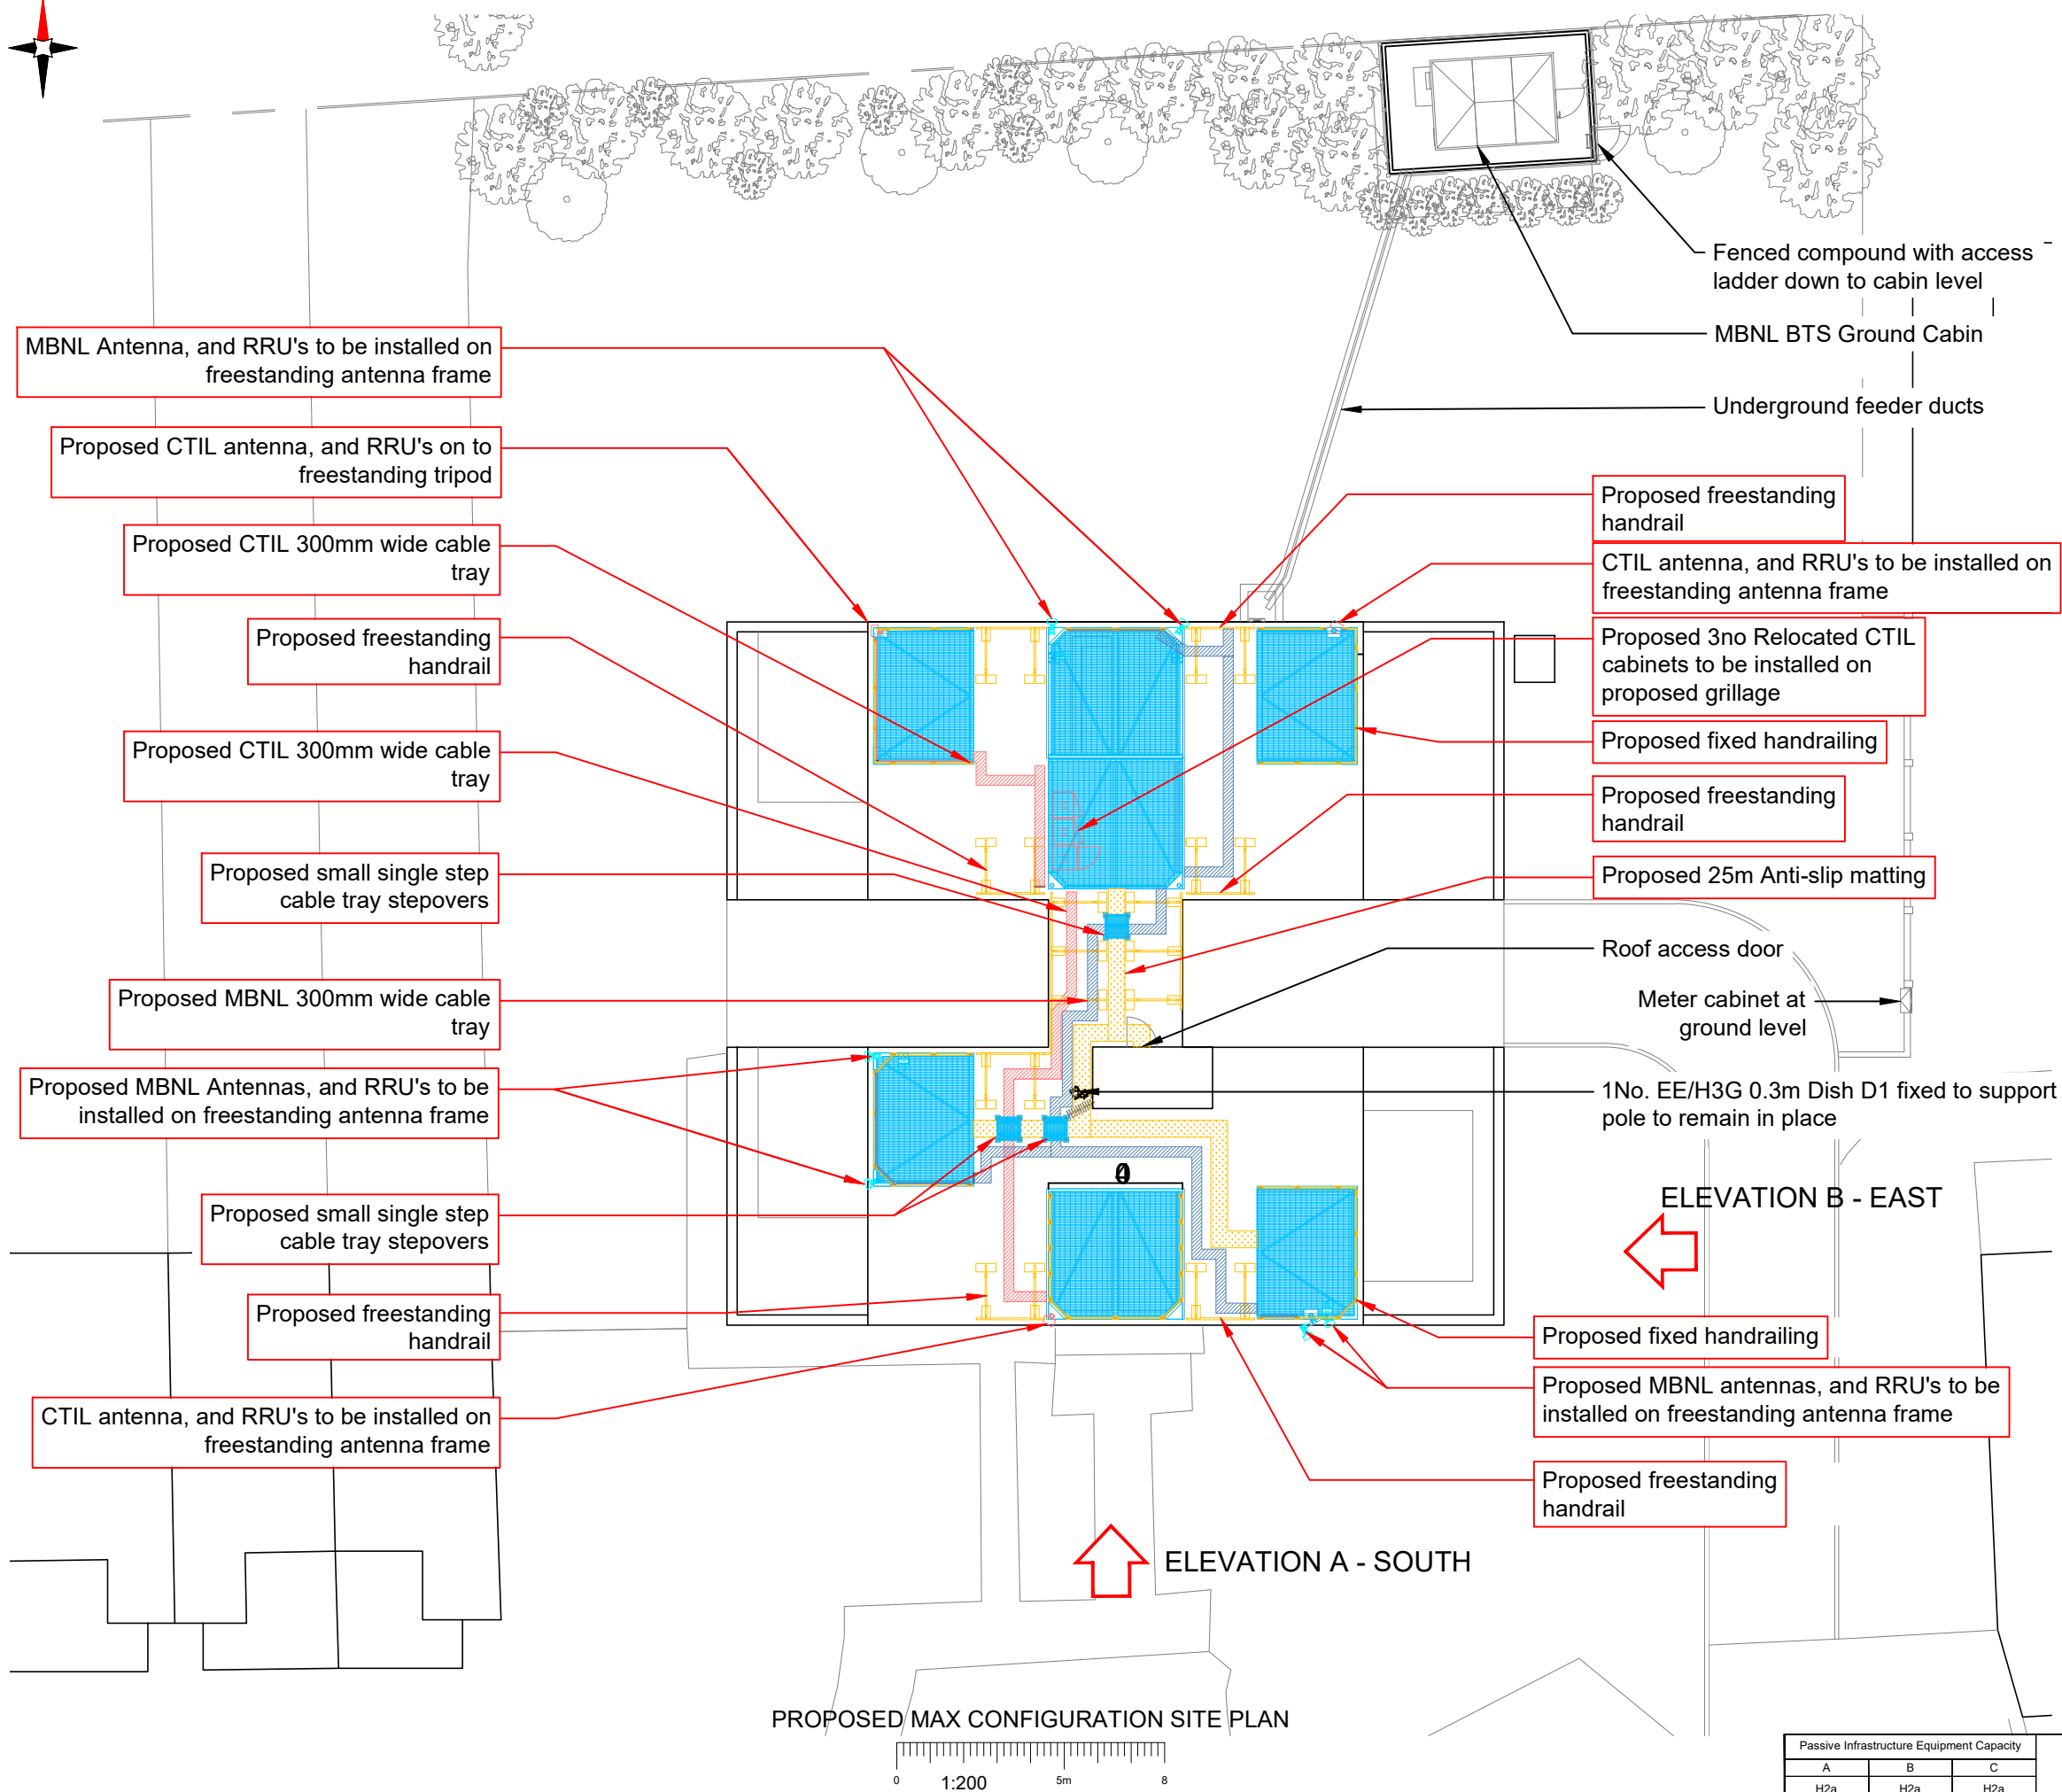 MBNL Antenna, and RRU's to be installed on
freestanding antenna frame
Proposed CTIL antenna, and RRU's on to
freestanding tripod
Proposed CTIL 300mm wide cable
tray
Proposed freestanding
handrail
Proposed CTIL 300mm wide cable
tray
Proposed small single step
cable tray stepovers
Proposed MBNL 300mm wide cable
tray
Proposed MBNL Antennas, and RRU's to be
installed on freestanding antenna frame
Proposed small single step
cable tray stepovers
Proposed freestanding
handrail
CTIL antenna, and RRU's to be installed on
freestanding antenna frame
Fenced compound with access
ladder down to cabin level
MBNL BTS Ground Cabin
Underground feeder ducts
Proposed freestanding
handrail
CTIL antenna, and RRU's to be installed on
freestanding antenna frame
Proposed 3no Relocated CTIL
cabinets to be installed on
proposed grillage
Proposed fixed handrailing
Proposed freestanding
handrail
Proposed 25m Anti-slip matting
Roof access door
Meter cabinet at
ground level
1No. EE/H3G 0.3m Dish D1 fixed to support
pole to remain in place
ELEVATION B - EAST
Proposed fixed handrailing
Proposed MBNL antennas, and RRU's to be
installed on freestanding antenna frame
Proposed freestanding
handrail
ELEVATION A - SOUTH
PROPOSED MAX CONFIGURATION SITE PLAN
0 5m 8
1:200
Passive Infrastructure Equipment Capacity
A B C
H2a H2a H2a